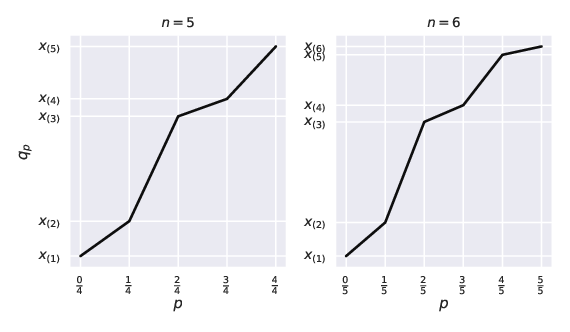 n = 5
x(5)
x(4)
x(3)
x(2)
x(1)
qp
0/4 1/4 2/4 3/4 4/4
p
n = 6
x(6)
x(5)
x(4)
x(3)
x(2)
x(1)
0/5 1/5 2/5 3/5 4/5 5/5
p